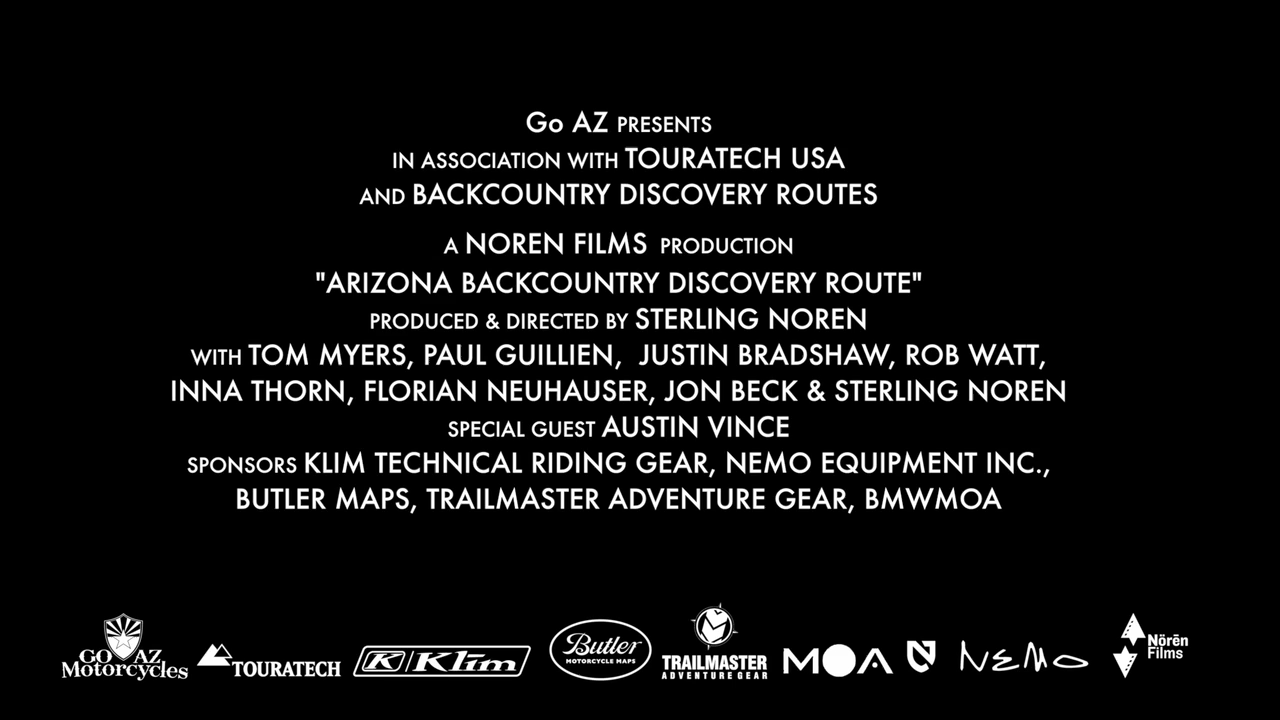 Go AZ PRESENTS
IN ASSOCIATION WITH TOURATECH USA
AND BACKCOUNTRY DISCOVERY ROUTES
A NOREN FILMS PRODUCTION
"ARIZONA BACKCOUNTRY DISCOVERY ROUTE"
PRODUCED & DIRECTED BY STERLING NOREN
WITH TOM MYERS, PAUL GUILLIEN, JUSTIN BRADSHAW, ROB WATT,
INNA THORN, FLORIAN NEUHAUSER, JON BECK & STERLING NOREN
SPECIAL GUEST AUSTIN VINCE
SPONSORS KLIM TECHNICAL RIDING GEAR, NEMO EQUIPMENT INC.,
BUTLER MAPS, TRAILMASTER ADVENTURE GEAR, BMWMOA
GO AZ
Motorcycles
TOURATECH
K Klim
Butler
MOTORCYCLE MAPS
TRAILMASTER
ADVENTURE GEAR
MOA
NEMO
Nörēn
Films